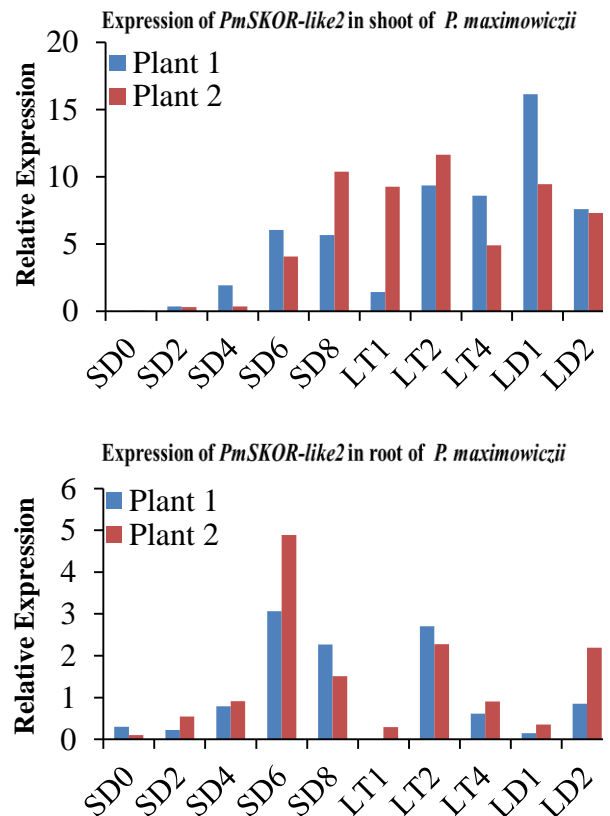 Expression of PmSKOR-like2 in shoot of P. maximowiczii
Relative Expression
20
15
10
5
0
Plant 1
Plant 2
SD0 SD2 SD4 SD6 SD8 LT1 LT2 LT4 LD1 LD2
Expression of PmSKOR-like2 in root of P. maximowiczii
Relative Expression
6
5
4
3
2
1
0
Plant 1
Plant 2
SD0 SD2 SD4 SD6 SD8 LT1 LT2 LT4 LD1 LD2